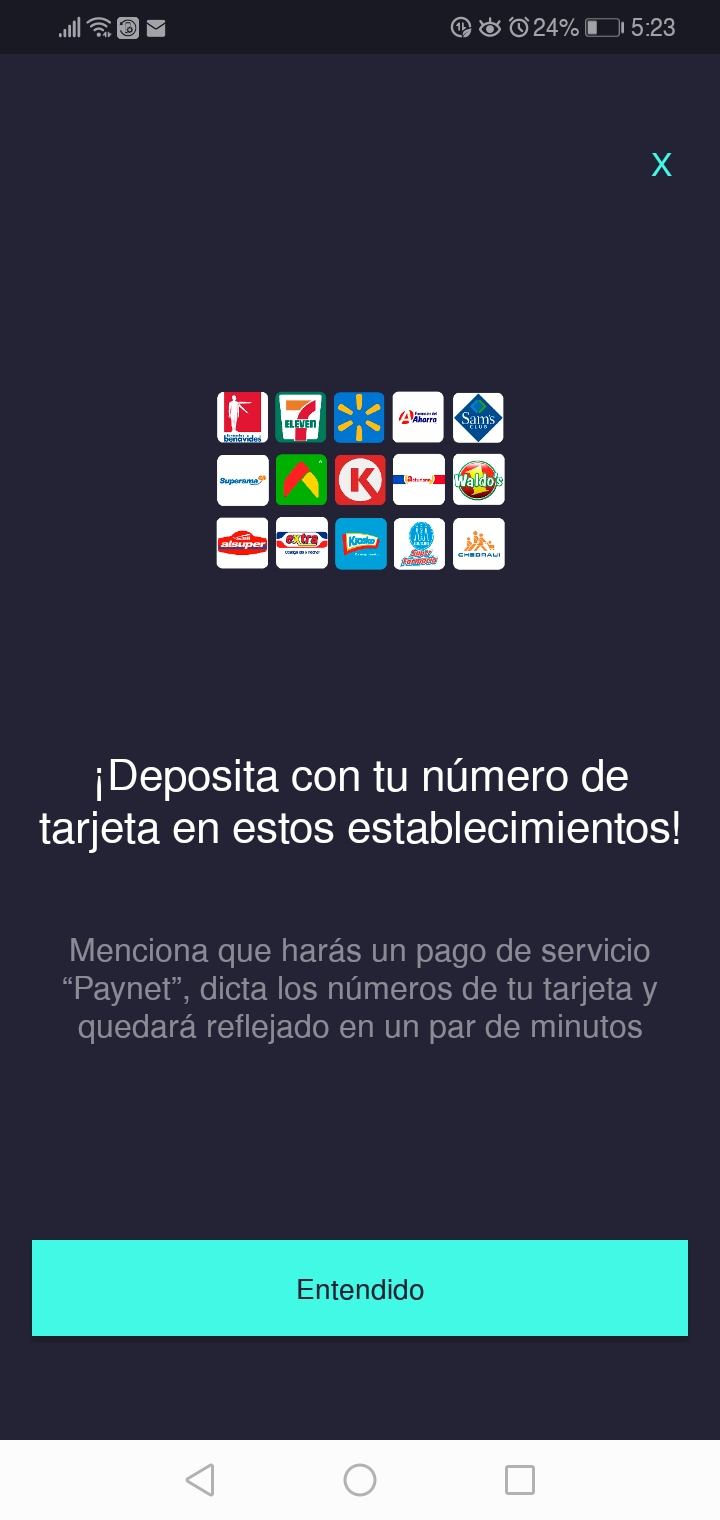 24% 5:23
X
benavides
7 ELEVEN
Ahorro
Sam's CLUB
Superama
K
Asturiano
Waldo's
alsuper
extra
Kiosko
Super Farmacia
CHEDRAUI
¡Deposita con tu número de
tarjeta en estos establecimientos!
Menciona que harás un pago de servicio
“Paynet”, dicta los números de tu tarjeta y
quedará reflejado en un par de minutos
Entendido